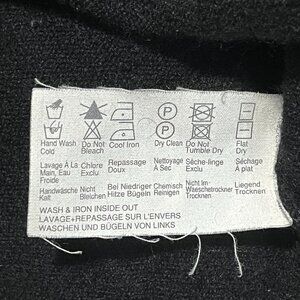 P P
Hand Wash Do Not Cool Iron Dry Clean Do Not Flat
Cold Bleach Tumble Dry Dry
Lavage À La Chlore Repassage Nettoyage Sèche-linge Séchage
Main, Eau Exclu Doux À Sec Exclu À plat
Froide
Handwäsche Nicht Bei Niedriger Chemisch Nicht Im Liegend
Kalt Bleichen Hitze Bügeln Reinigen Wäschetrockner Trocknen
Trocknen
WASH & IRON INSIDE OUT
LAVAGE+REPASSAGE SUR L'ENVERS
WASCHEN UND BÜGELN VON LINKS